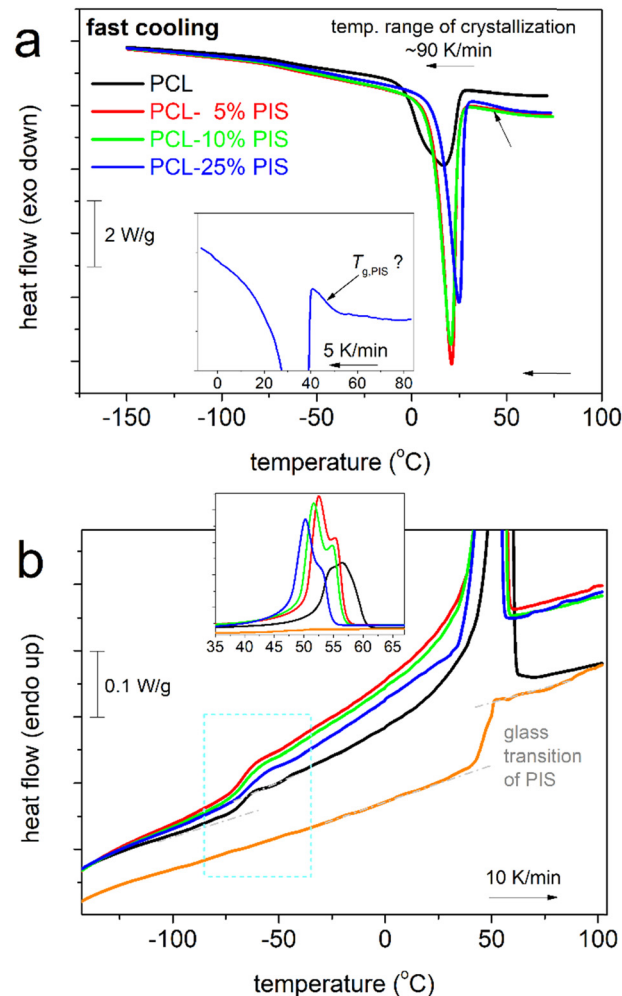 a
fast cooling
temp. range of crystallization
~90 K/min
PCL
PCL- 5% PIS
PCL-10% PIS
PCL-25% PIS
2 W/g
heat flow (exo down)
Tg,PIS ?
5 K/min
0 20 40 60 80
-150 -100 -50 0 50 100
temperature (°C)
b
35 40 45 50 55 60 65
0.1 W/g
heat flow (endo up)
glass
transition
of PIS
10 K/min
-100 -50 0 50 100
temperature (°C)